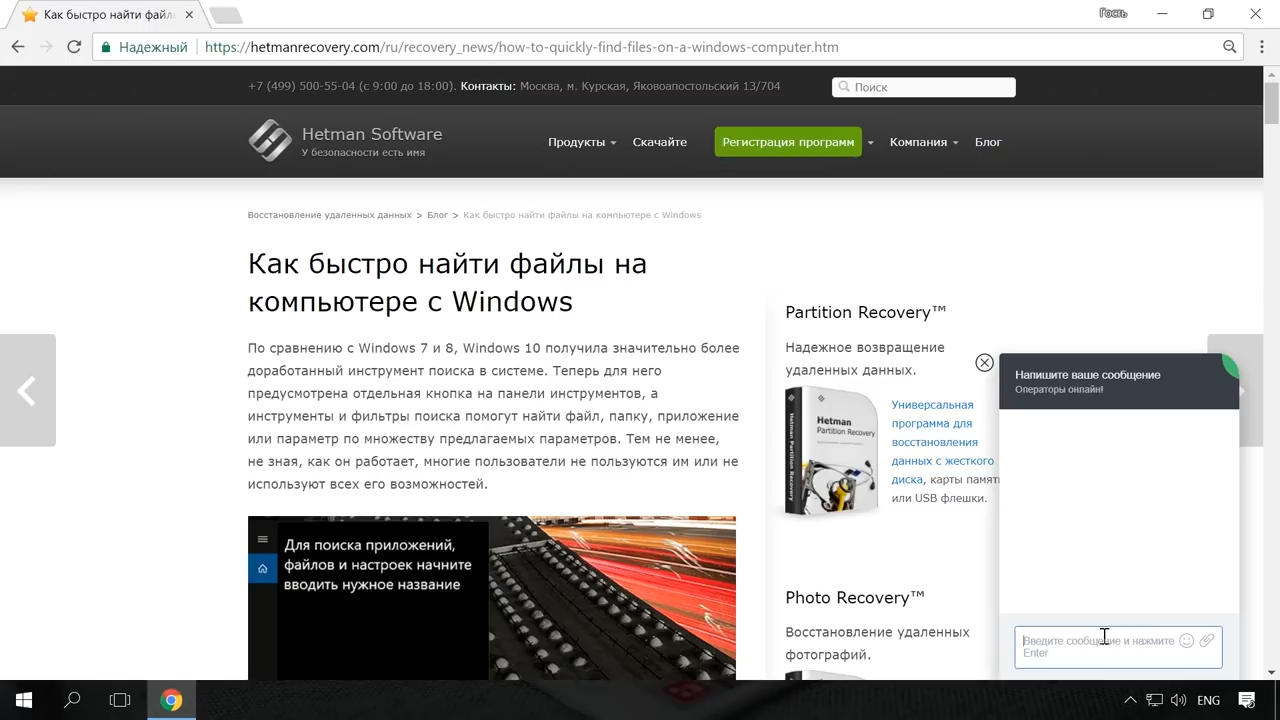 Как быстро найти файл
Гость
Надежный
https://hetmanrecovery.com/ru/recovery_news/how-to-quickly-find-files-on-a-windows-computer.htm
+7 (499) 500-55-04 (с 9:00 до 18:00). Контакты: Москва, м. Курская, Яковоапостольский 13/704
Поиск
Hetman Software
У безопасности есть имя
Продукты
Скачайте
Регистрация программ
Компания
Блог
Восстановление удаленных данных > Блог > Как быстро найти файлы на компьютере с Windows
Как быстро найти файлы на
компьютере с Windows
По сравнению с Windows 7 и 8, Windows 10 получила значительно более
доработанный инструмент поиска в системе. Теперь для него
предусмотрена отдельная кнопка на панели инструментов, а
инструменты и фильтры поиска помогут найти файл, папку, приложение
или параметр по множеству предлагаемых параметров. Тем не менее,
не зная, как он работает, многие пользователи не пользуются им или не
используют всех его возможностей.
Для поиска приложений,
файлов и настроек начните
вводить нужное название
Partition Recovery™
Надежное возвращение
удаленных данных.
Hetman
Partition Recovery
Hetman Partition Recovery
Универсальная
программа для
восстановления
данных с жесткого
диска, карты памят
или USB флешки.
Photo Recovery™
Восстановление удаленных
фотографий.
Напишите ваше сообщение
Операторы онлайн!
Введите сообщение и нажмите
Enter
ENG